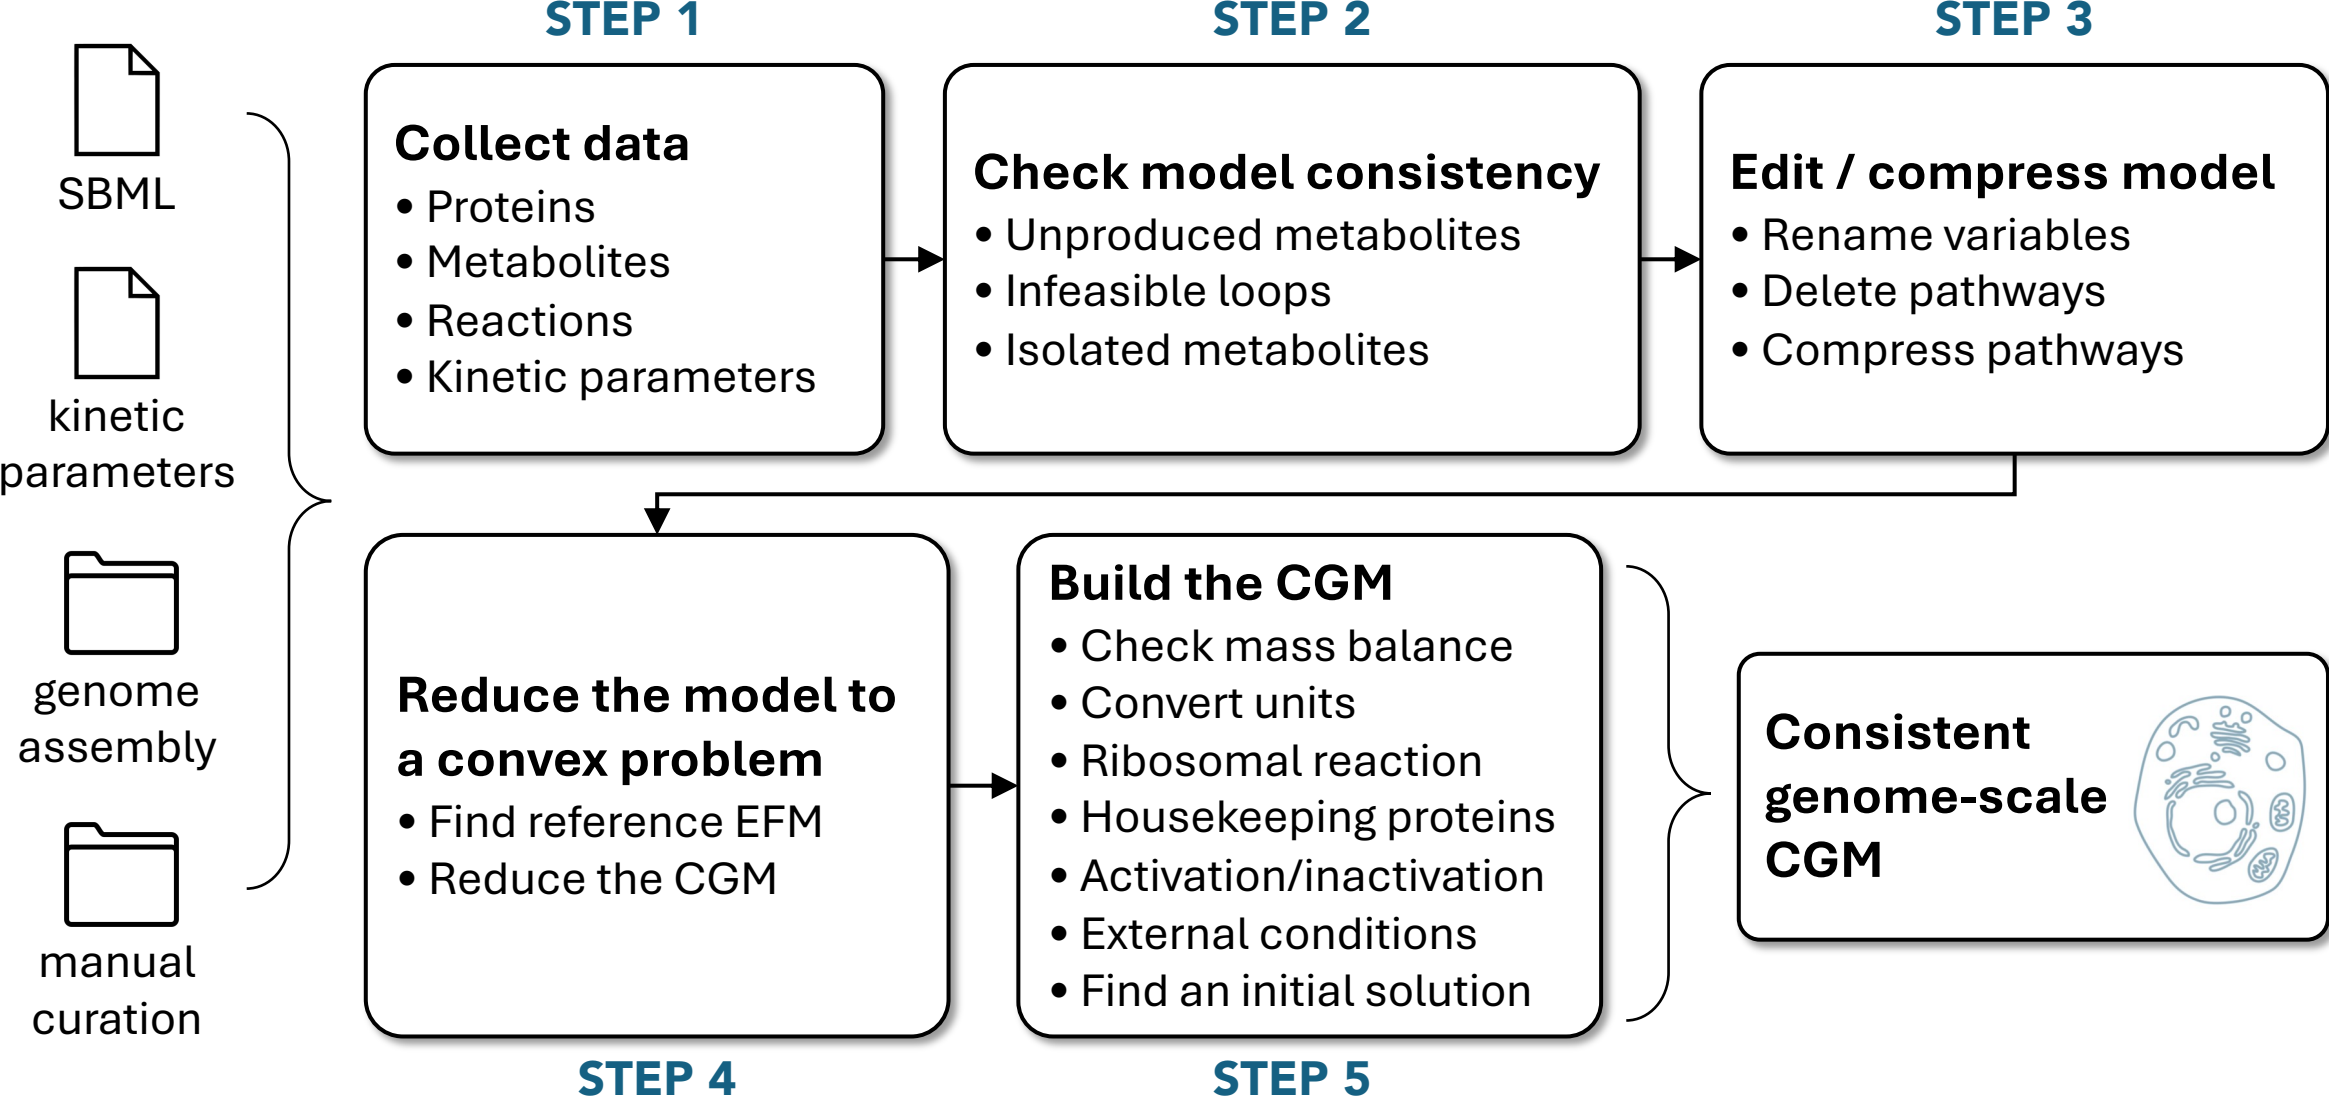 SBML
kinetic
parameters
genome
assembly
manual
curation
STEP 1
Collect data
• Proteins
• Metabolites
• Reactions
• Kinetic parameters
STEP 2
Check model consistency
• Unproduced metabolites
• Infeasible loops
• Isolated metabolites
STEP 3
Edit / compress model
• Rename variables
• Delete pathways
• Compress pathways
Reduce the model to
a convex problem
• Find reference EFM
• Reduce the CGM
STEP 4
Build the CGM
• Check mass balance
• Convert units
• Ribosomal reaction
• Housekeeping proteins
• Activation/inactivation
• External conditions
• Find an initial solution
STEP 5
Consistent
genome-scale
CGM